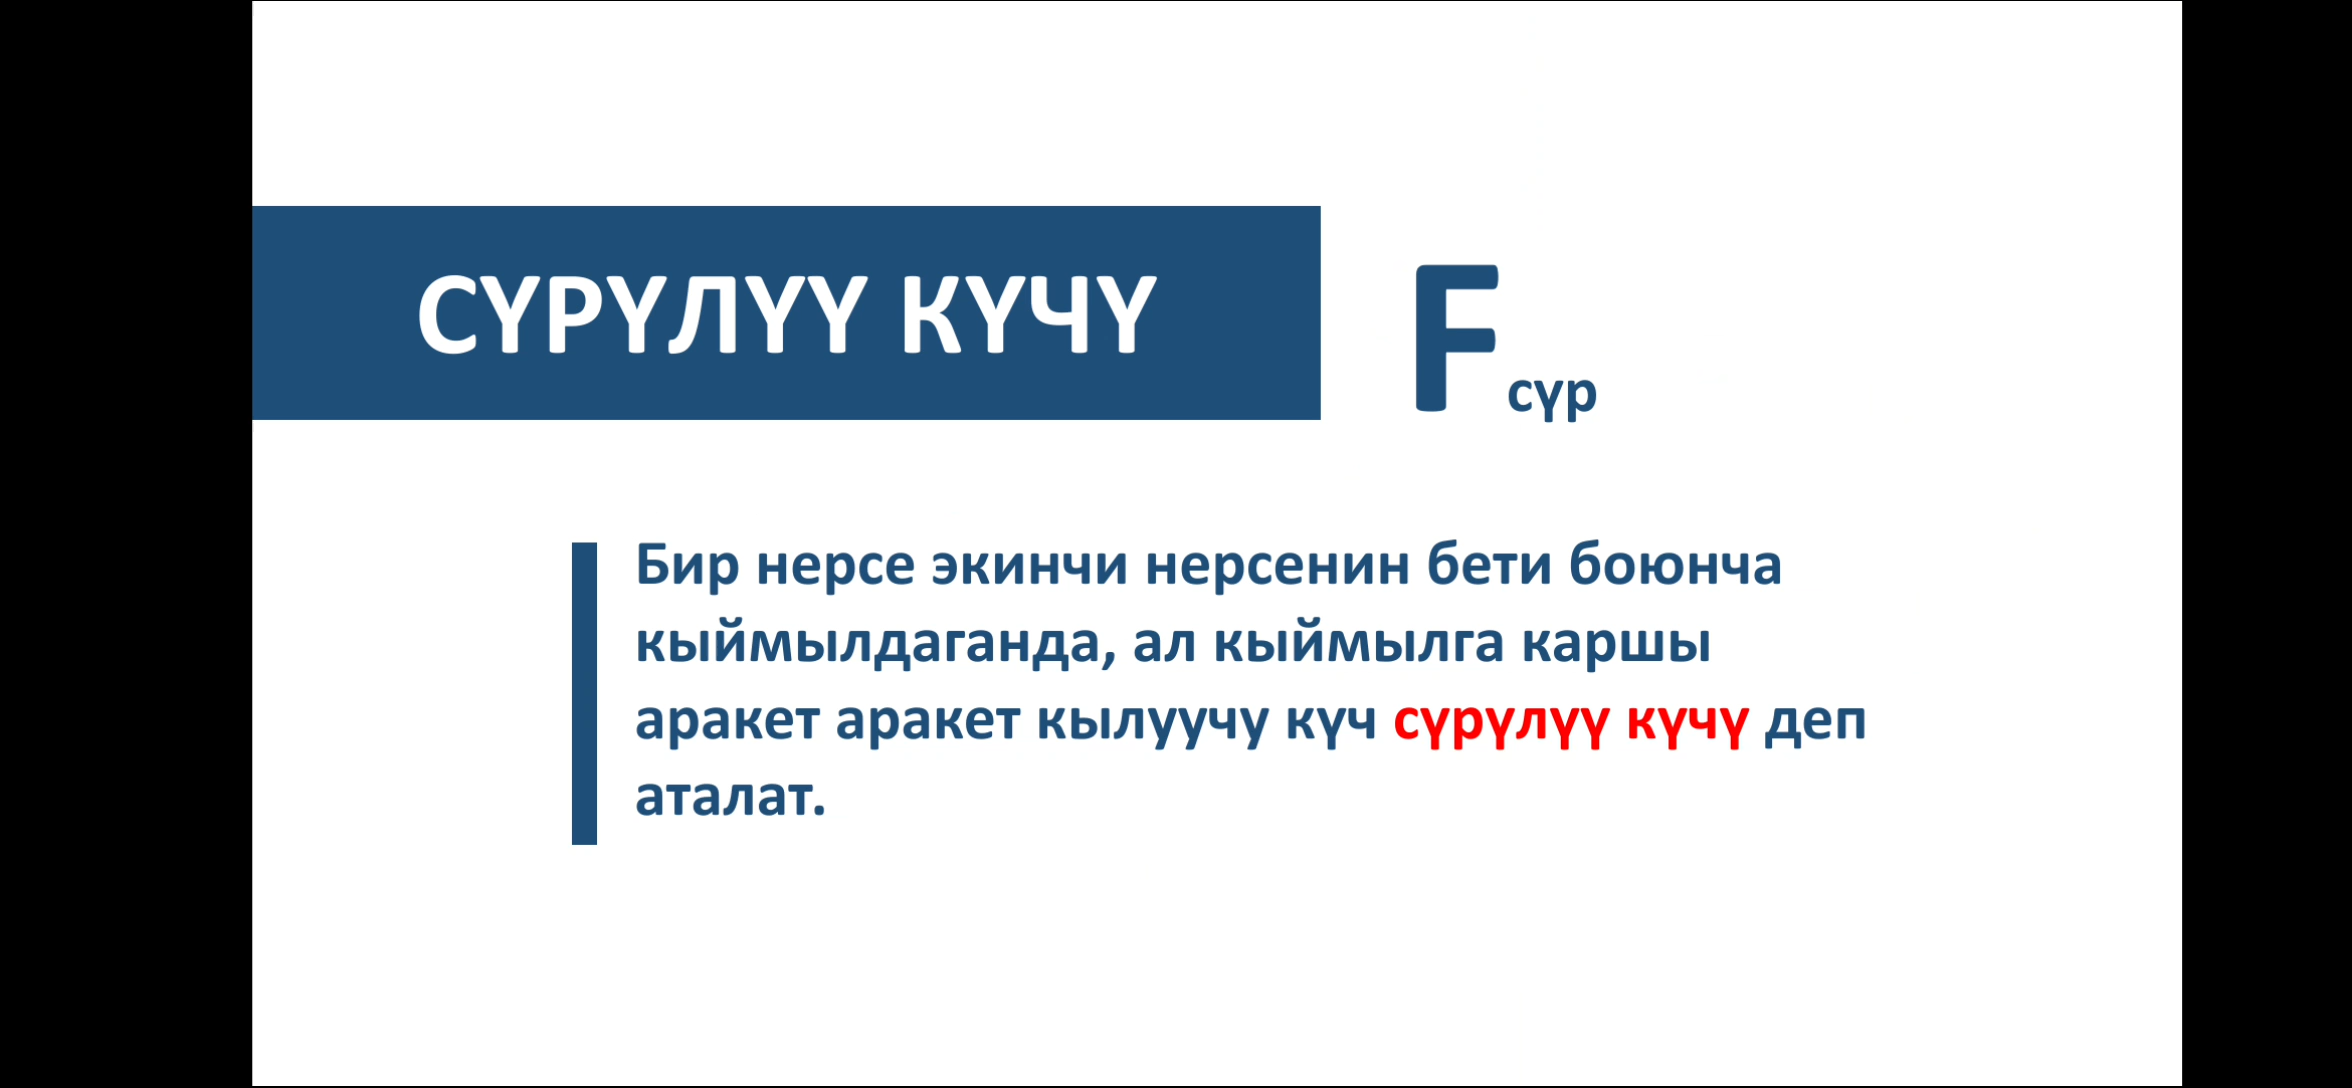 СҮРҮЛҮҮ КҮЧҮ
Fсүр
Бир нерсе экинчи нерсенин бети боюнча
кыймылдаганда, ал кыймылга каршы
аракет аракет кылуучу күч сүрүлүү күчү деп
аталат.